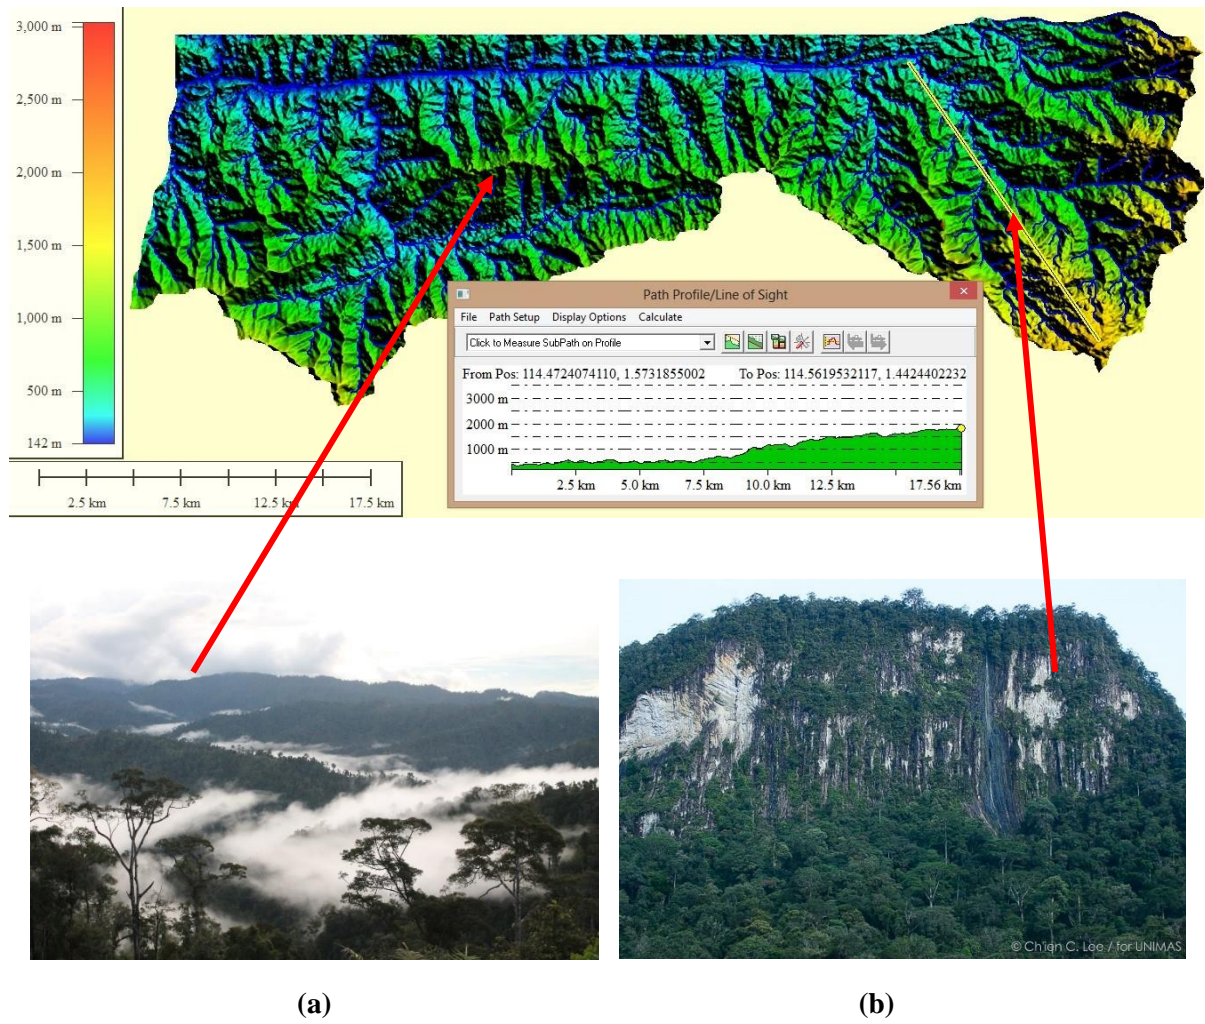 3,000 m
2,500 m
2,000 m
1,500 m
1,000 m
500 m
142 m
2.5 km 7.5 km 12.5 km 17.5 km
Path Profile/Line of Sight
File Path Setup Display Options Calculate
Click to Measure SubPath on Profile
From Pos: 114.4724074110, 1.5731855002 To Pos: 114.5619532117, 1.4424402232
3000 m
2000 m
1000 m
2.5 km 5.0 km 7.5 km 10.0 km 12.5 km 17.56 km
© Ch'ien C. Lee / for UNIMAS
(a) (b)